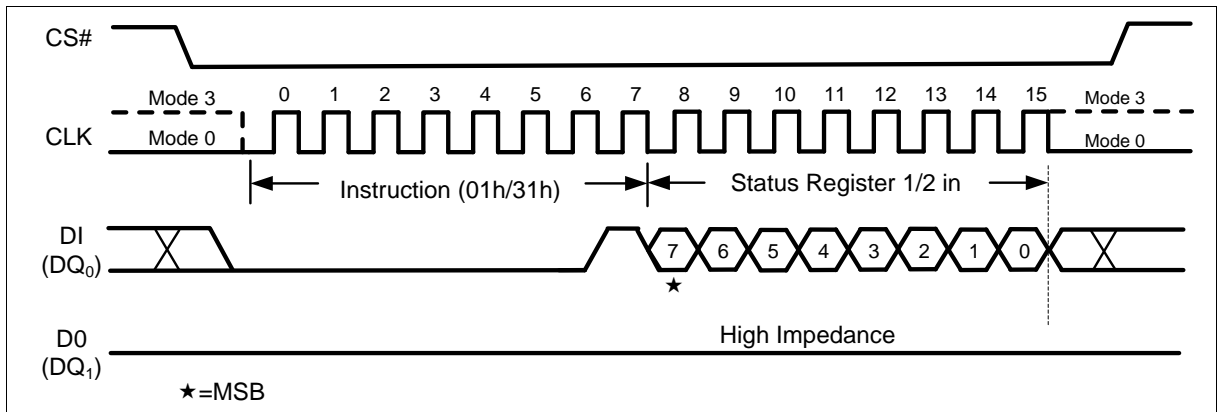 CS#
Mode 3 0 1 2 3 4 5 6 7 8 9 10 11 12 13 14 15 Mode 3
CLK Mode 0 Mode 0
Instruction (01h/31h) Status Register 1/2 in
DI
(DQ₀) 7 6 5 4 3 2 1 0
★
High Impedance
D0
(DQ₁)
★=MSB